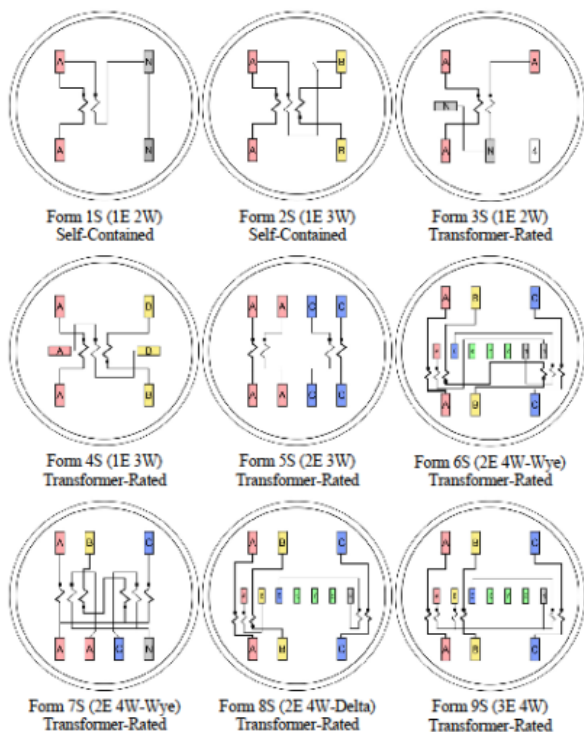 A N
A N
Form 1S (1E 2W)
Self-Contained
A B
A B
Form 2S (1E 3W)
Self-Contained
A A
N
A N 4
Form 3S (1E 2W)
Transformer-Rated
A D
A D
A B
Form 4S (1E 3W)
Transformer-Rated
A A C C
A A C C
Form 5S (2E 3W)
Transformer-Rated
A B C
A B C
Form 6S (2E 4W-Wye)
Transformer-Rated
A B C
A A C N
Form 7S (2E 4W-Wye)
Transformer-Rated
A B C
A B C
Form 8S (2E 4W-Delta)
Transformer-Rated
A B C
A B C
Form 9S (3E 4W)
Transformer-Rated